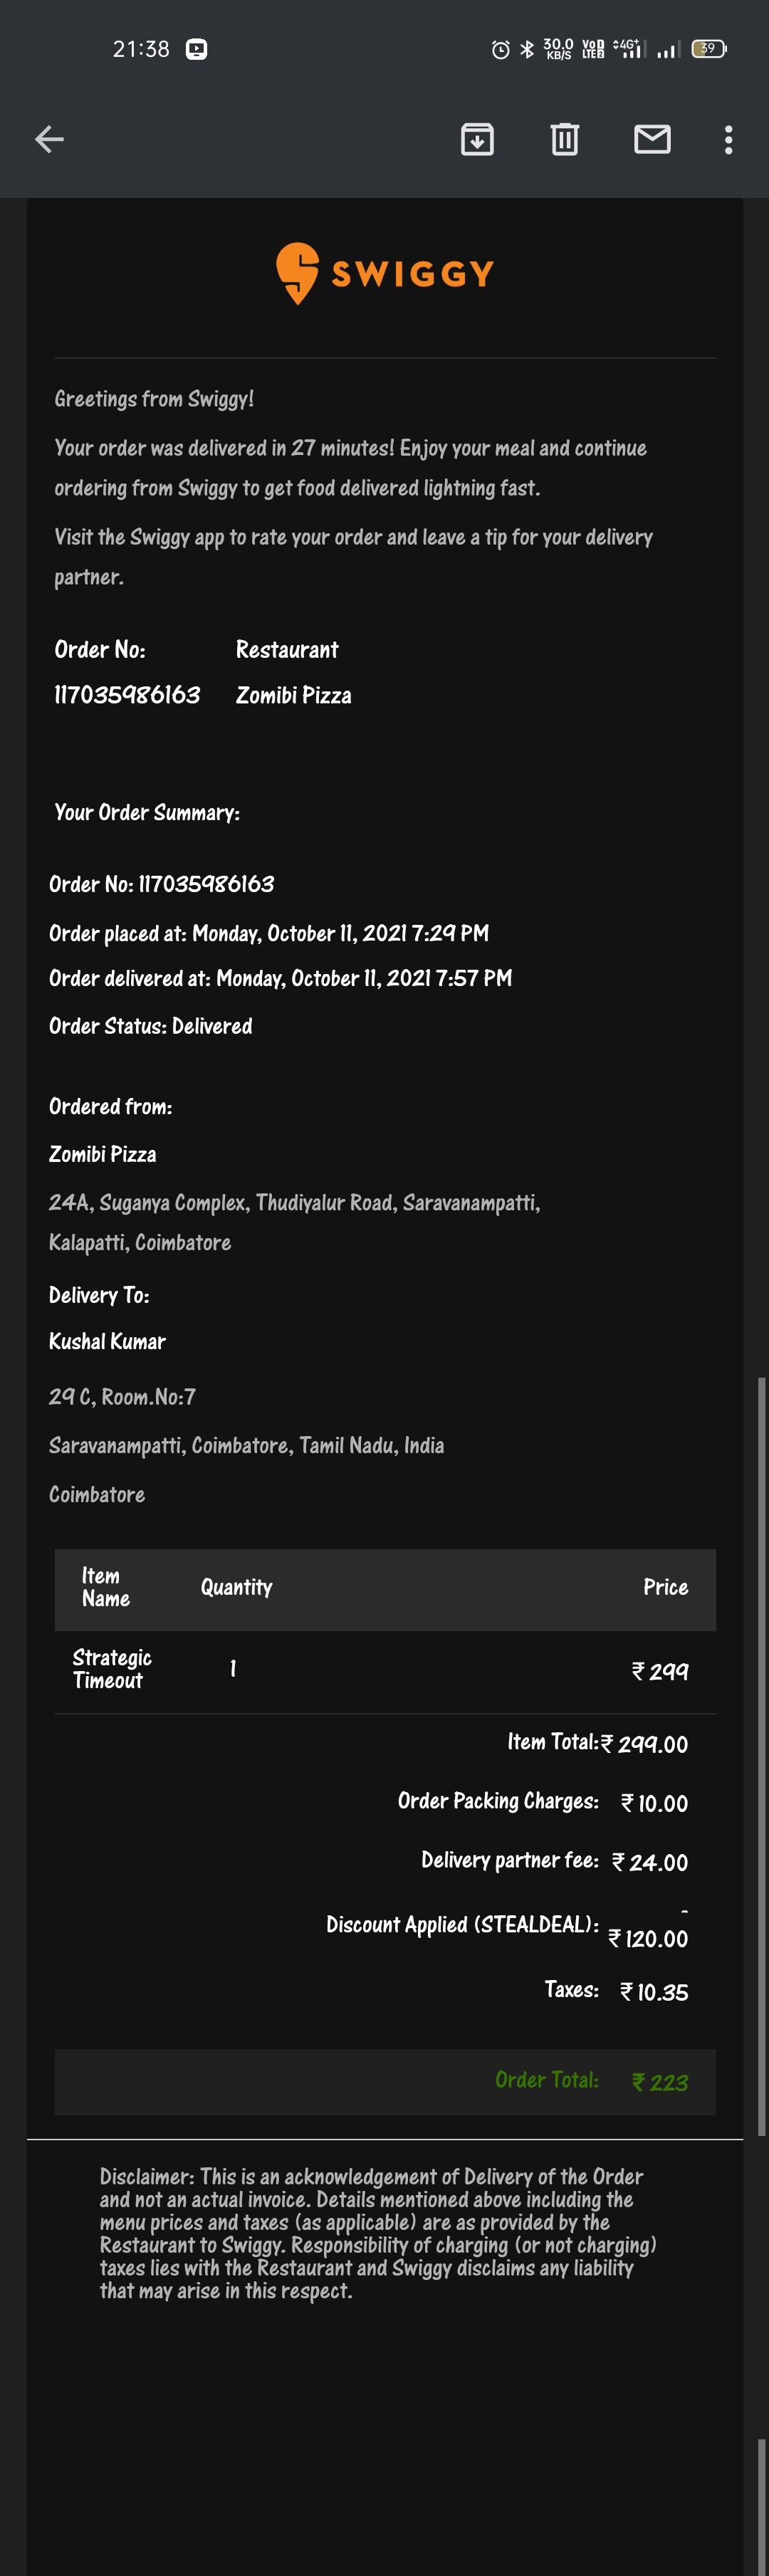 21:38
30.0
KB/S
Vo
LTE 2
4G+
39
SWIGGY
Greetings from Swiggy!
Your order was delivered in 27 minutes! Enjoy your meal and continue
ordering from Swiggy to get food delivered lightning fast.
Visit the Swiggy app to rate your order and leave a tip for your delivery
partner.
Order No: Restaurant
117035986163 Zomibi Pizza
Your Order Summary:
Order No: 117035986163
Order placed at: Monday, October 11, 2021 7:29 PM
Order delivered at: Monday, October 11, 2021 7:57 PM
Order Status: Delivered
Ordered from:
Zomibi Pizza
24A, Suganya Complex, Thudiyalur Road, Saravanampatti,
Kalapatti, Coimbatore
Delivery To:
Kushal Kumar
29 C, Room.No:7
Saravanampatti, Coimbatore, Tamil Nadu, India
Coimbatore
Item
Name Quantity Price
Strategic
Timeout 1 ₹ 299
Item Total: ₹ 299.00
Order Packing Charges: ₹ 10.00
Delivery partner fee: ₹ 24.00
Discount Applied (STEALDEAL): -
₹ 120.00
Taxes: ₹ 10.35
Order Total: ₹ 223
Disclaimer: This is an acknowledgement of Delivery of the Order
and not an actual invoice. Details mentioned above including the
menu prices and taxes (as applicable) are as provided by the
Restaurant to Swiggy. Responsibility of charging (or not charging)
taxes lies with the Restaurant and Swiggy disclaims any liability
that may arise in this respect.